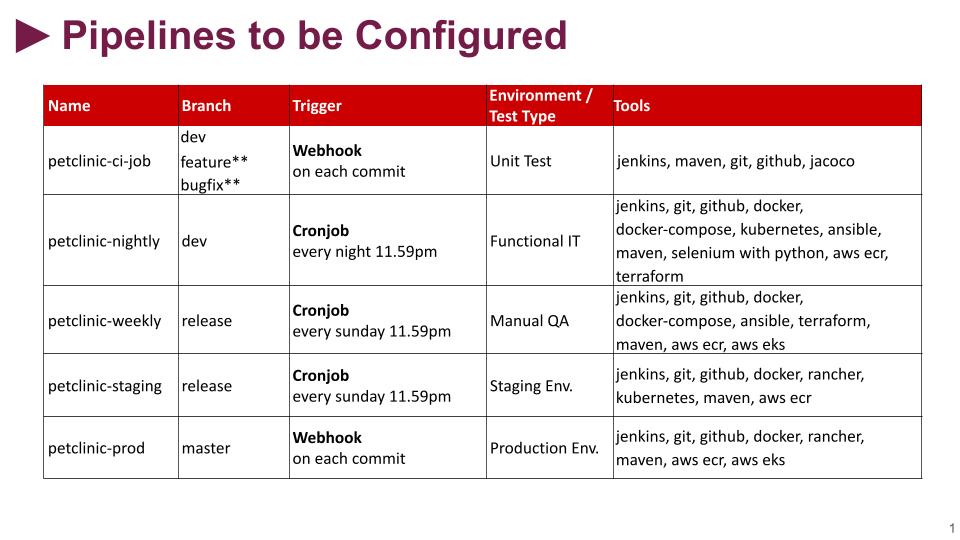 Pipelines to be Configured
Name
Branch
Trigger
Environment /
Test Type
Tools
petclinic-ci-job
dev
feature**
bugfix**
Webhook
on each commit
Unit Test
jenkins, maven, git, github, jacoco
petclinic-nightly
dev
Cronjob
every night 11.59pm
Functional IT
jenkins, git, github, docker,
docker-compose, kubernetes, ansible,
maven, selenium with python, aws ecr,
terraform
petclinic-weekly
release
Cronjob
every sunday 11.59pm
Manual QA
jenkins, git, github, docker,
docker-compose, ansible, terraform,
maven, aws ecr, aws eks
petclinic-staging
release
Cronjob
every sunday 11.59pm
Staging Env.
jenkins, git, github, docker, rancher,
kubernetes, maven, aws ecr
petclinic-prod
master
Webhook
on each commit
Production Env.
jenkins, git, github, docker, rancher,
maven, aws ecr, aws eks
1